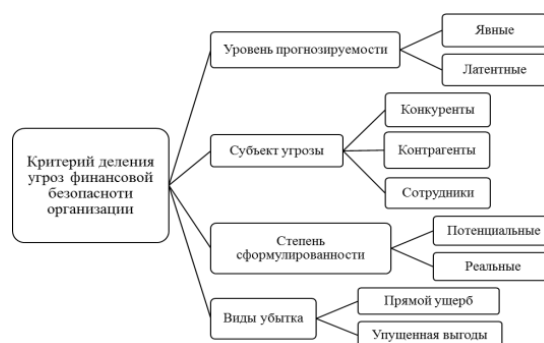 Критерий деления
угроз финансовой
безопасноти
организации
Уровень прогнозируемости
Явные
Латентные
Субъект угрозы
Конкуренты
Контрагенты
Сотрудники
Степень
сформулированности
Потенциальные
Реальные
Виды убытка
Прямой ущерб
Упущенная выгоды